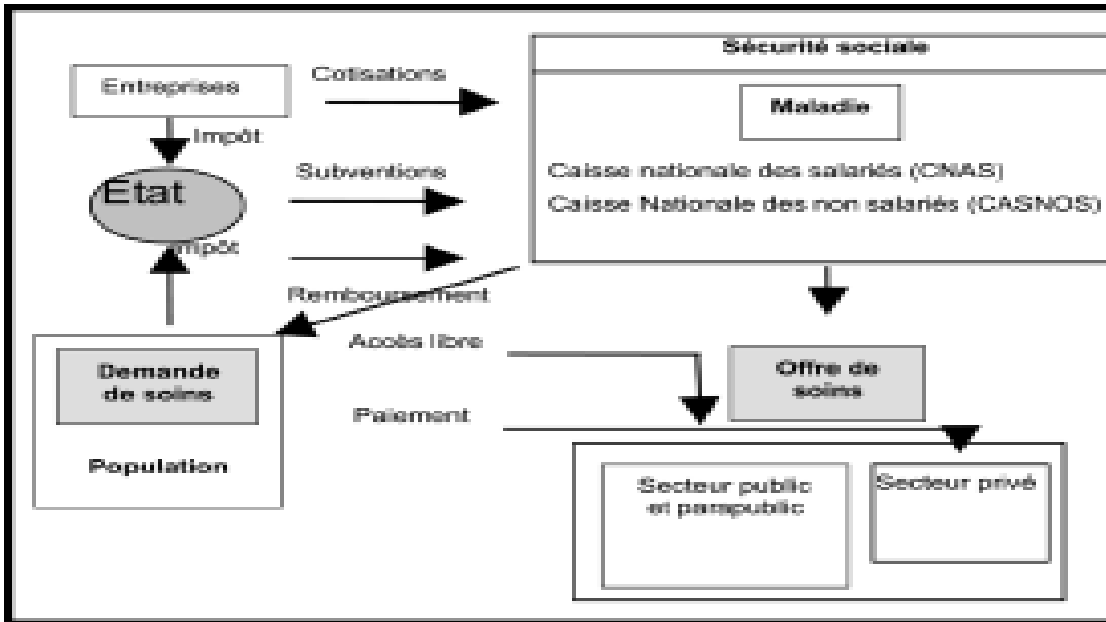 Sécurité sociale
Entreprises
Cotisations
Maladie
Impôt
Etat
Subventions
Caisse nationale des salariés (CNAS)
Caisse Nationale des non salariés (CASNOS)
Impôt
Remboursement
Accès libre
Demande
de soins
Offre de
soins
Paiement
Population
Secteur public
et parapublic
Secteur privé